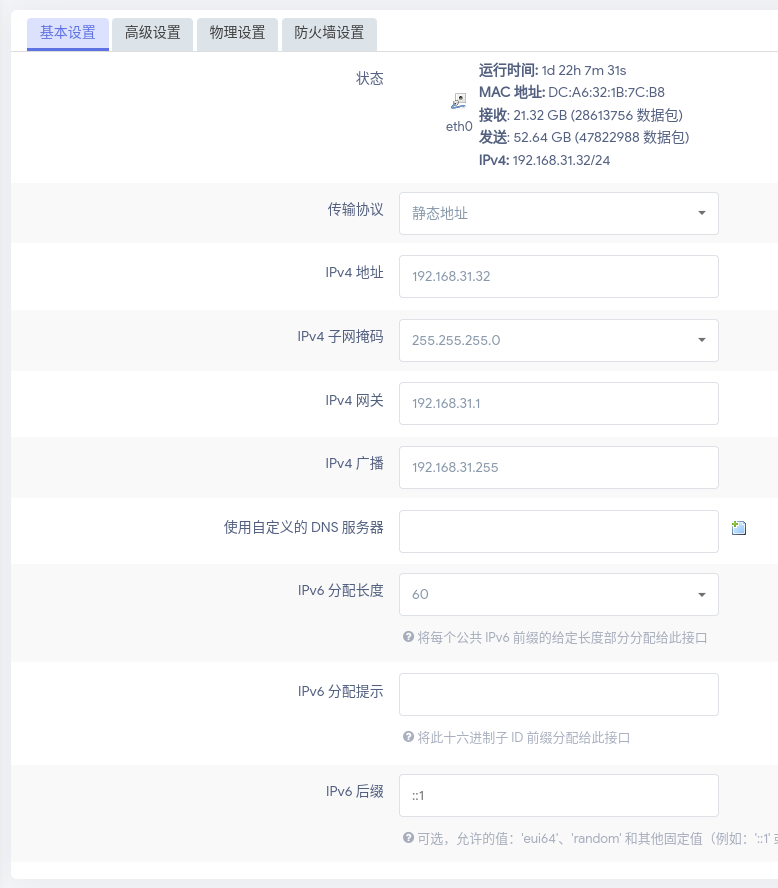 基本设置 高级设置 物理设置 防火墙设置
状态
eth0
运行时间: 1d 22h 7m 31s
MAC 地址: DC:A6:32:1B:7C:B8
接收: 21.32 GB (28613756 数据包)
发送: 52.64 GB (47822988 数据包)
IPv4: 192.168.31.32/24
传输协议 静态地址
IPv4 地址 192.168.31.32
IPv4 子网掩码 255.255.255.0
IPv4 网关 192.168.31.1
IPv4 广播 192.168.31.255
使用自定义的 DNS 服务器
IPv6 分配长度 60
将每个公共 IPv6 前缀的给定长度部分分配给此接口
IPv6 分配提示
将此十六进制子 ID 前缀分配给此接口
IPv6 后缀 ::1
可选，允许的值：'eui64'、'random' 和其他固定值（例如：'::1'